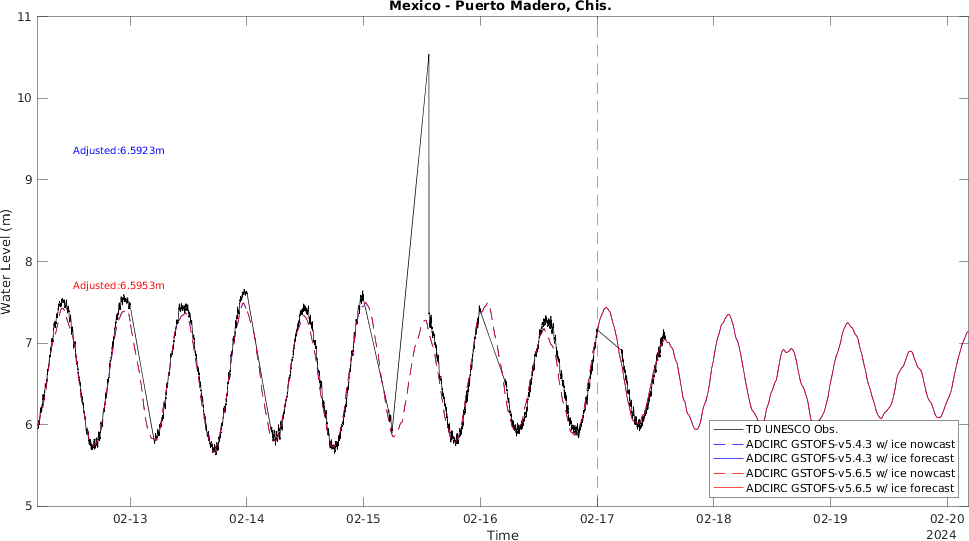 Mexico - Puerto Madero, Chis.
11
10
9
8
7
6
5
Water Level (m)
Adjusted:6.5923m
Adjusted:6.5953m
TD UNESCO Obs.
ADCIRC GSTOFS-v5.4.3 w/ ice nowcast
ADCIRC GSTOFS-v5.4.3 w/ ice forecast
ADCIRC GSTOFS-v5.6.5 w/ ice nowcast
ADCIRC GSTOFS-v5.6.5 w/ ice forecast
02-13 02-14 02-15 02-16 02-17 02-18 02-19 02-20
Time
2024